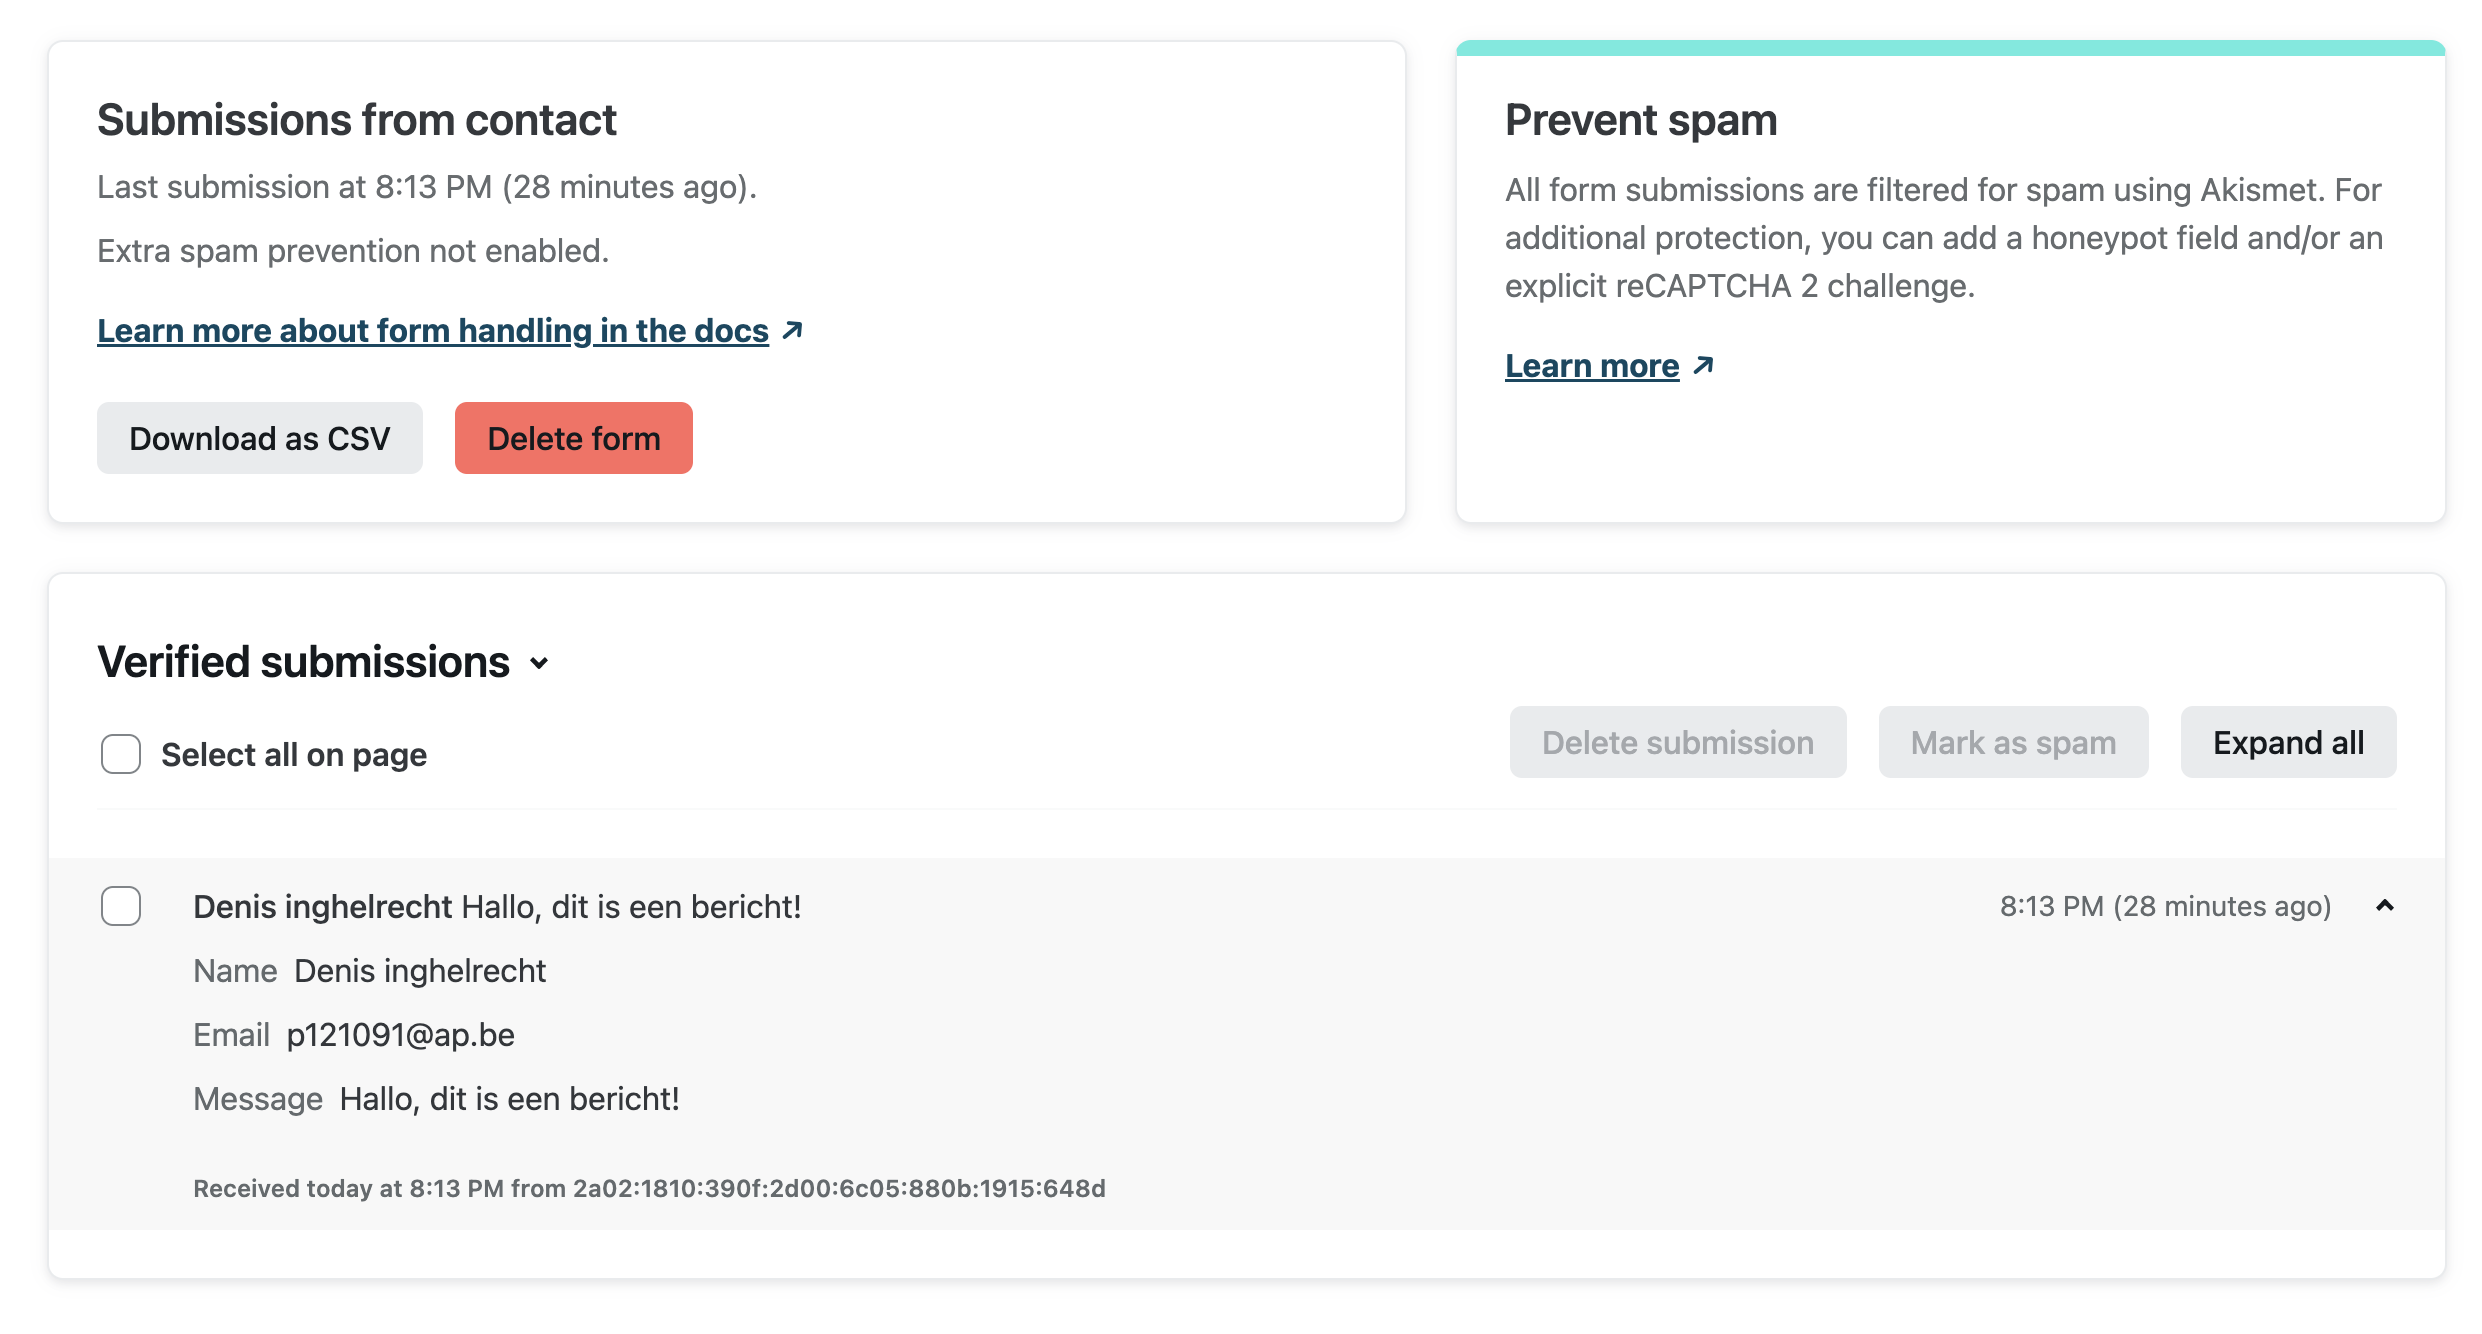 Submissions from contact
Last submission at 8:13 PM (28 minutes ago).
Extra spam prevention not enabled.
Learn more about form handling in the docs
Download as CSV
Delete form
Prevent spam
All form submissions are filtered for spam using Akismet. For
additional protection, you can add a honeypot field and/or an
explicit reCAPTCHA 2 challenge.
Learn more
Verified submissions
Select all on page
Delete submission
Mark as spam
Expand all
Denis inghelrecht Hallo, dit is een bericht!
8:13 PM (28 minutes ago)
Name Denis inghelrecht
Email p121091@ap.be
Message Hallo, dit is een bericht!
Received today at 8:13 PM from 2a02:1810:390f:2d00:6c05:880b:1915:648d